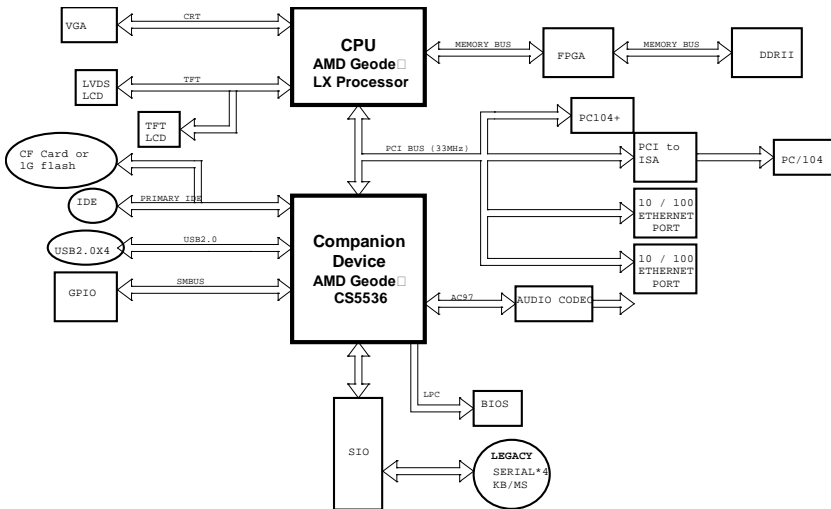 VGA
CRT
CPU
AMD Geode□
LX Processor
MEMORY BUS
FPGA
MEMORY BUS
DDRII
LVDS
LCD
TFT
TFT
LCD
PC104+
CF Card or
1G flash
PCI BUS (33MHz)
PCI to
ISA
PC/104
IDE
PRIMARY IDE
10 / 100
ETHERNET
PORT
USB2.0X4
USB2.0
Companion
Device
AMD Geode□
CS5536
10 / 100
ETHERNET
PORT
GPIO
SMBUS
AC97
AUDIO CODEC
LPC
BIOS
SIO
LEGACY
SERIAL*4
KB/MS